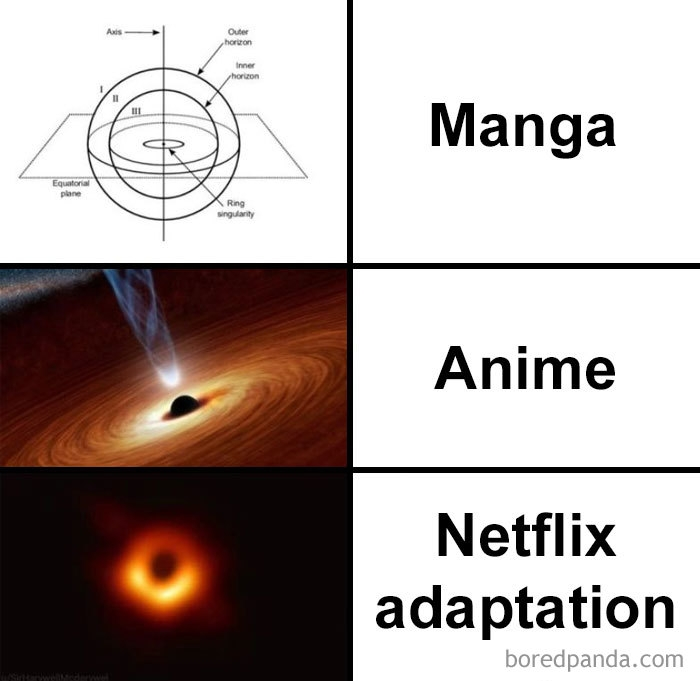 Axis
Outer
horizon
Inner
horizon
I
II
III
Equatorial
plane
Ring
singularity
Manga
Anime
Netflix
adaptation
boredpanda.com